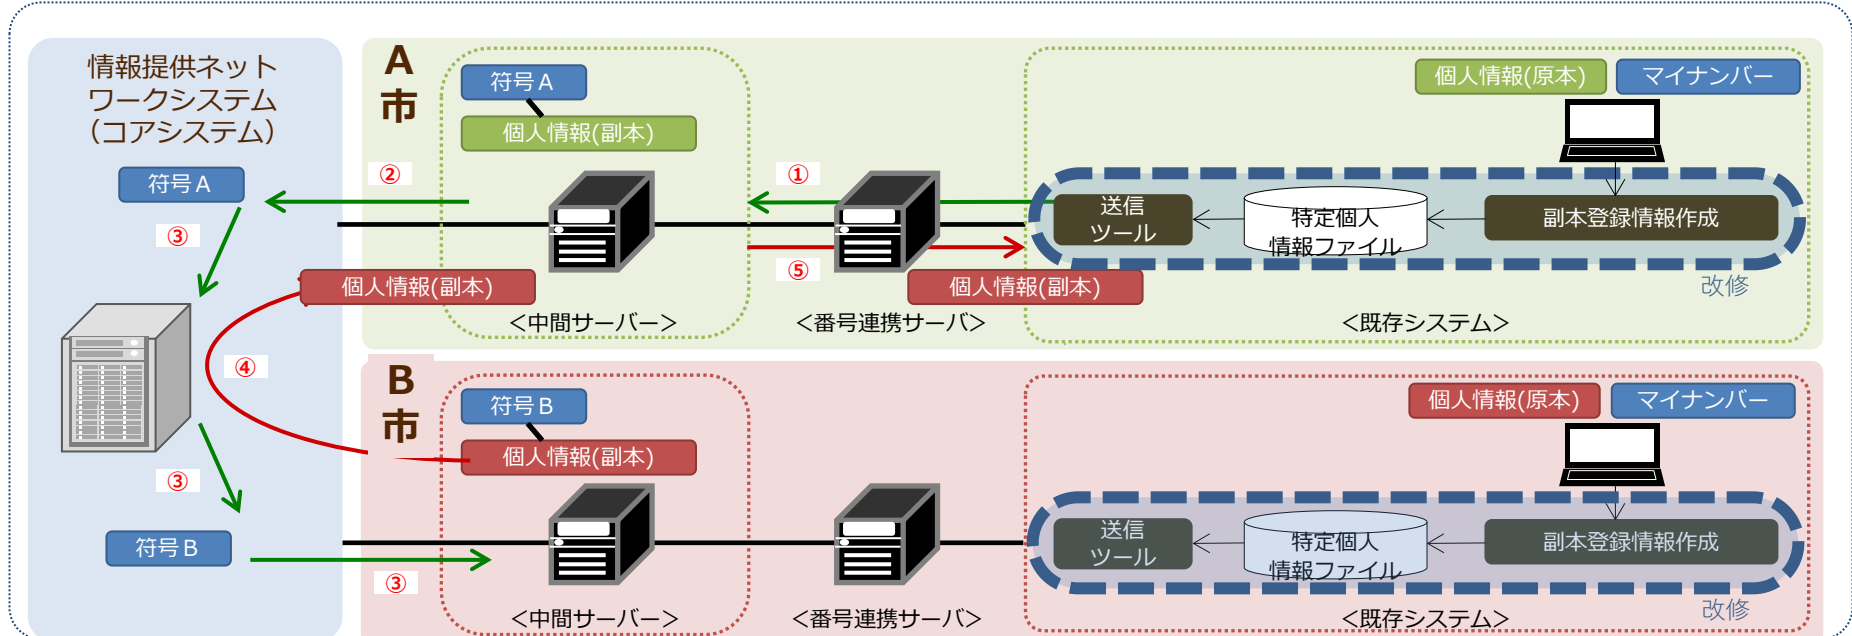 情報提供ネット
ワークシステム
（コアシステム）
符号A
③
④
③
符号B
A
市
符号A
個人情報(副本)
②
①
⑤
個人情報(副本)
個人情報(副本)
<中間サーバー>
<番号連携サーバ>
個人情報(原本)
マイナンバー
送信
ツール
特定個人
情報ファイル
副本登録情報作成
改修
<既存システム>
B
市
符号B
個人情報(副本)
③
<中間サーバー>
<番号連携サーバ>
個人情報(原本)
マイナンバー
送信
ツール
特定個人
情報ファイル
副本登録情報作成
改修
<既存システム>